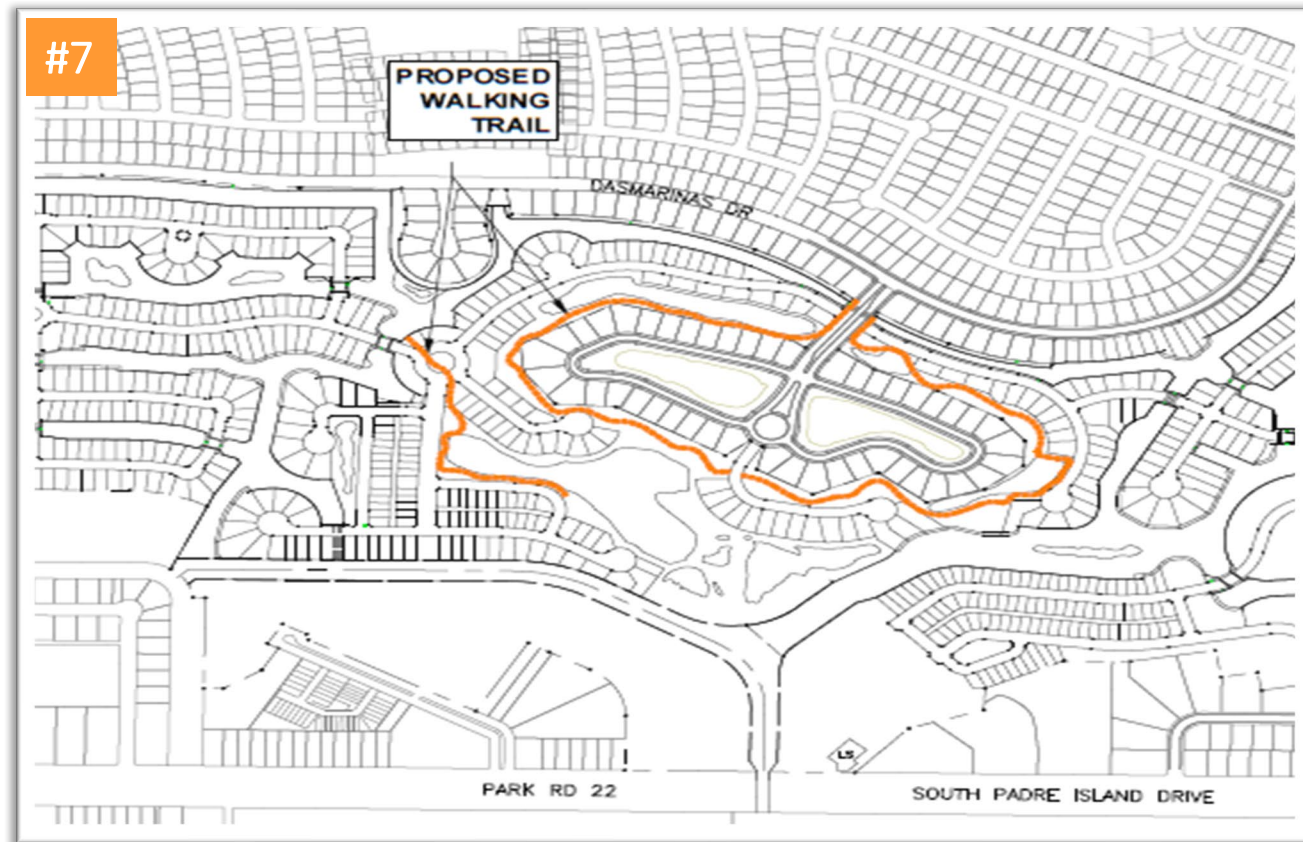 #7
PROPOSED
WALKING
TRAIL
DASMARINAS DR
LS
PARK RD 22
SOUTH PADRE ISLAND DRIVE